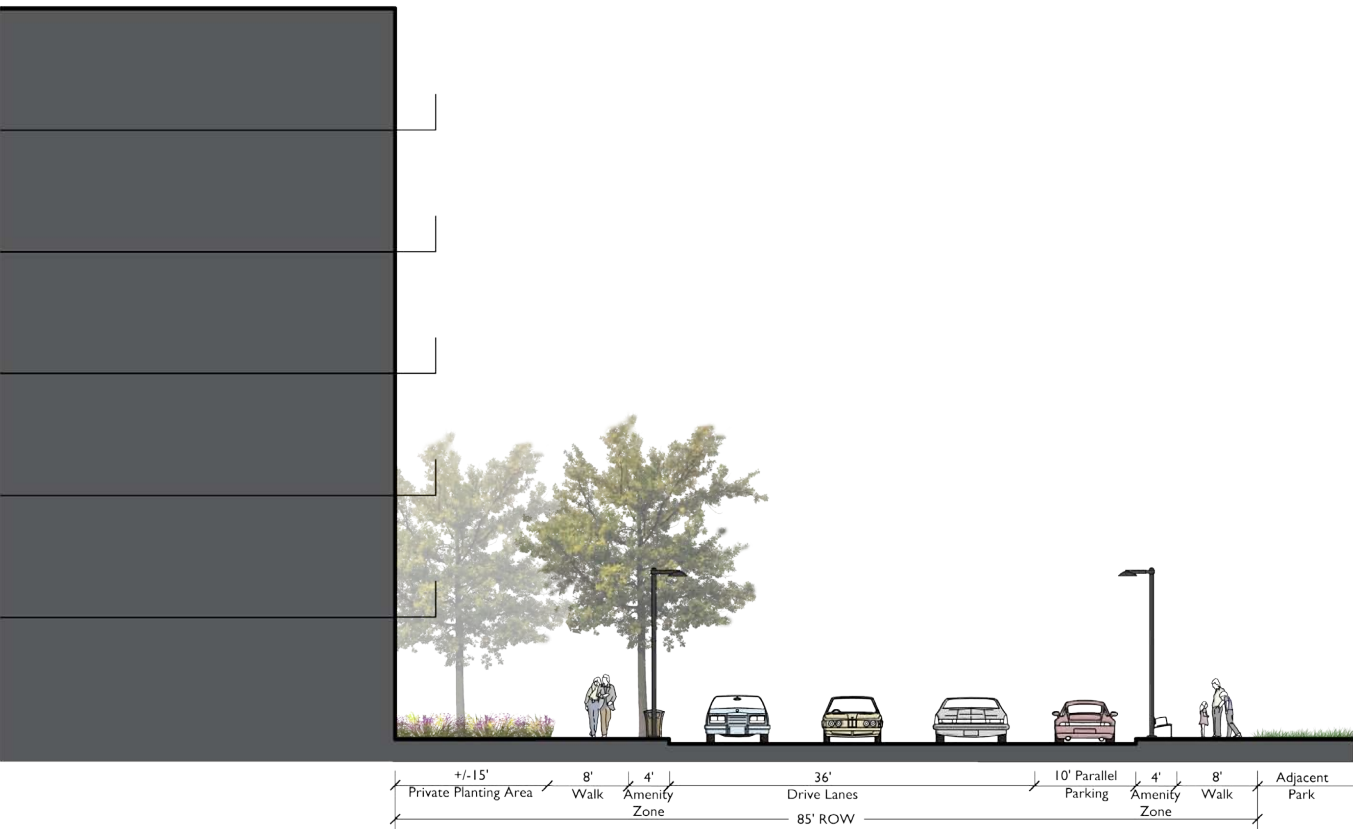 +/-15' 8' 4' 36' 10' Parallel 4' 8' Adjacent
Private Planting Area Walk Amenity Drive Lanes Parking Amenity Walk Park
Zone Zone
85' ROW